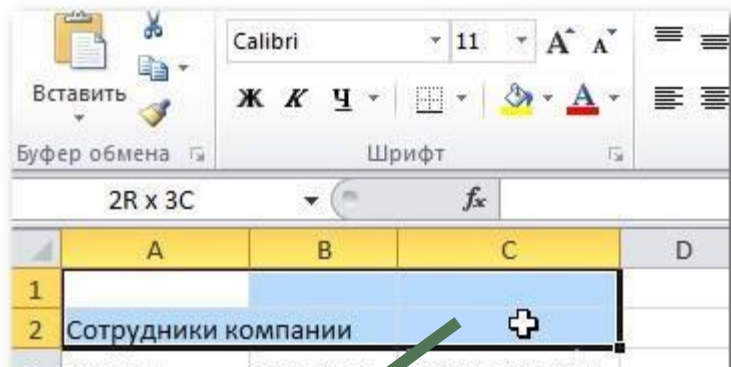 Calibri 11 A A
Вставить Ж К Ч
Буфер обмена Шрифт
2R x 3C fx
A B C D
1
2 Сотрудники компании